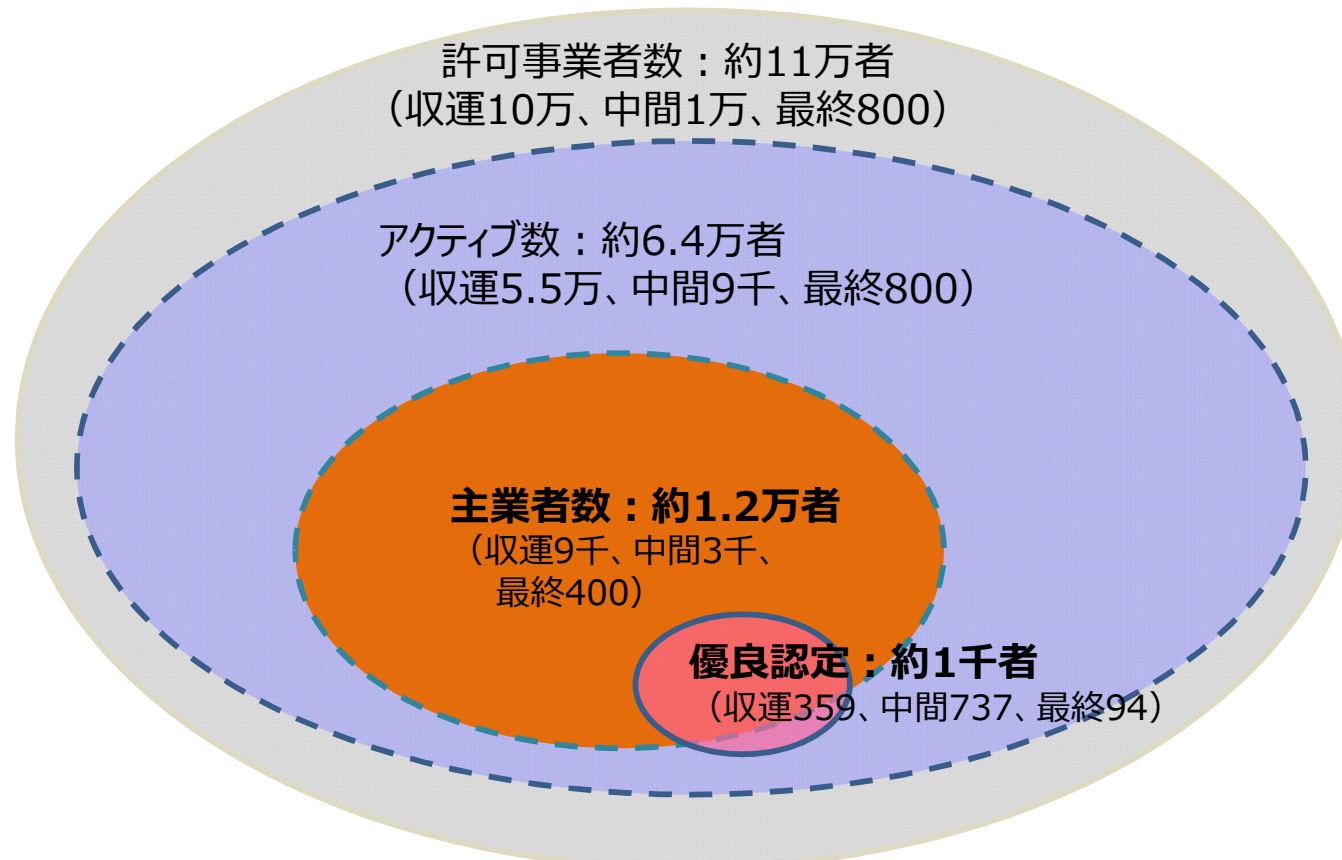 許可事業者数：約11万者
（収運10万、中間1万、最終800）
アクティブ数：約6.4万者
（収運5.5万、中間9千、最終800）
主業者数：約1.2万者
（収運9千、中間3千、
最終400）
優良認定：約1千者
（収運359、中間737、最終94）